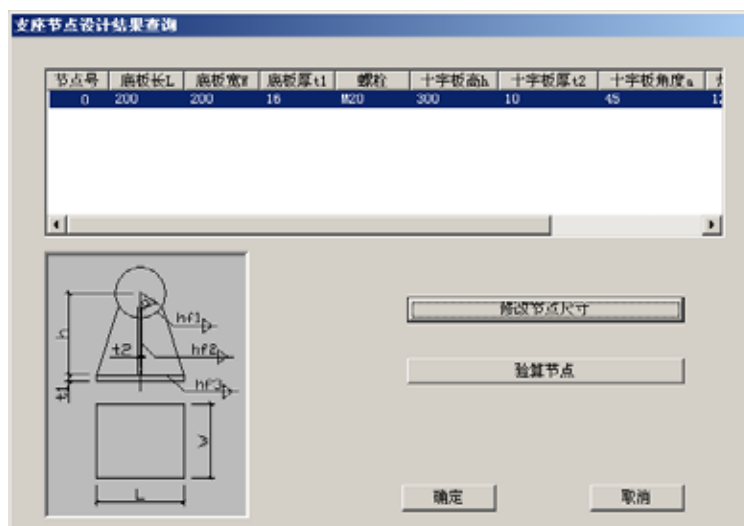 支座节点设计结果查询
节点号 底板长L 底板宽W 底板厚t1 螺栓 十字板高h 十字板厚t2 十字板角度a
0 200 200 16 M20 300 10 45
h
hf1
t2
hf2
hf3
t1
W
L
修改节点尺寸
验算节点
确定 取消